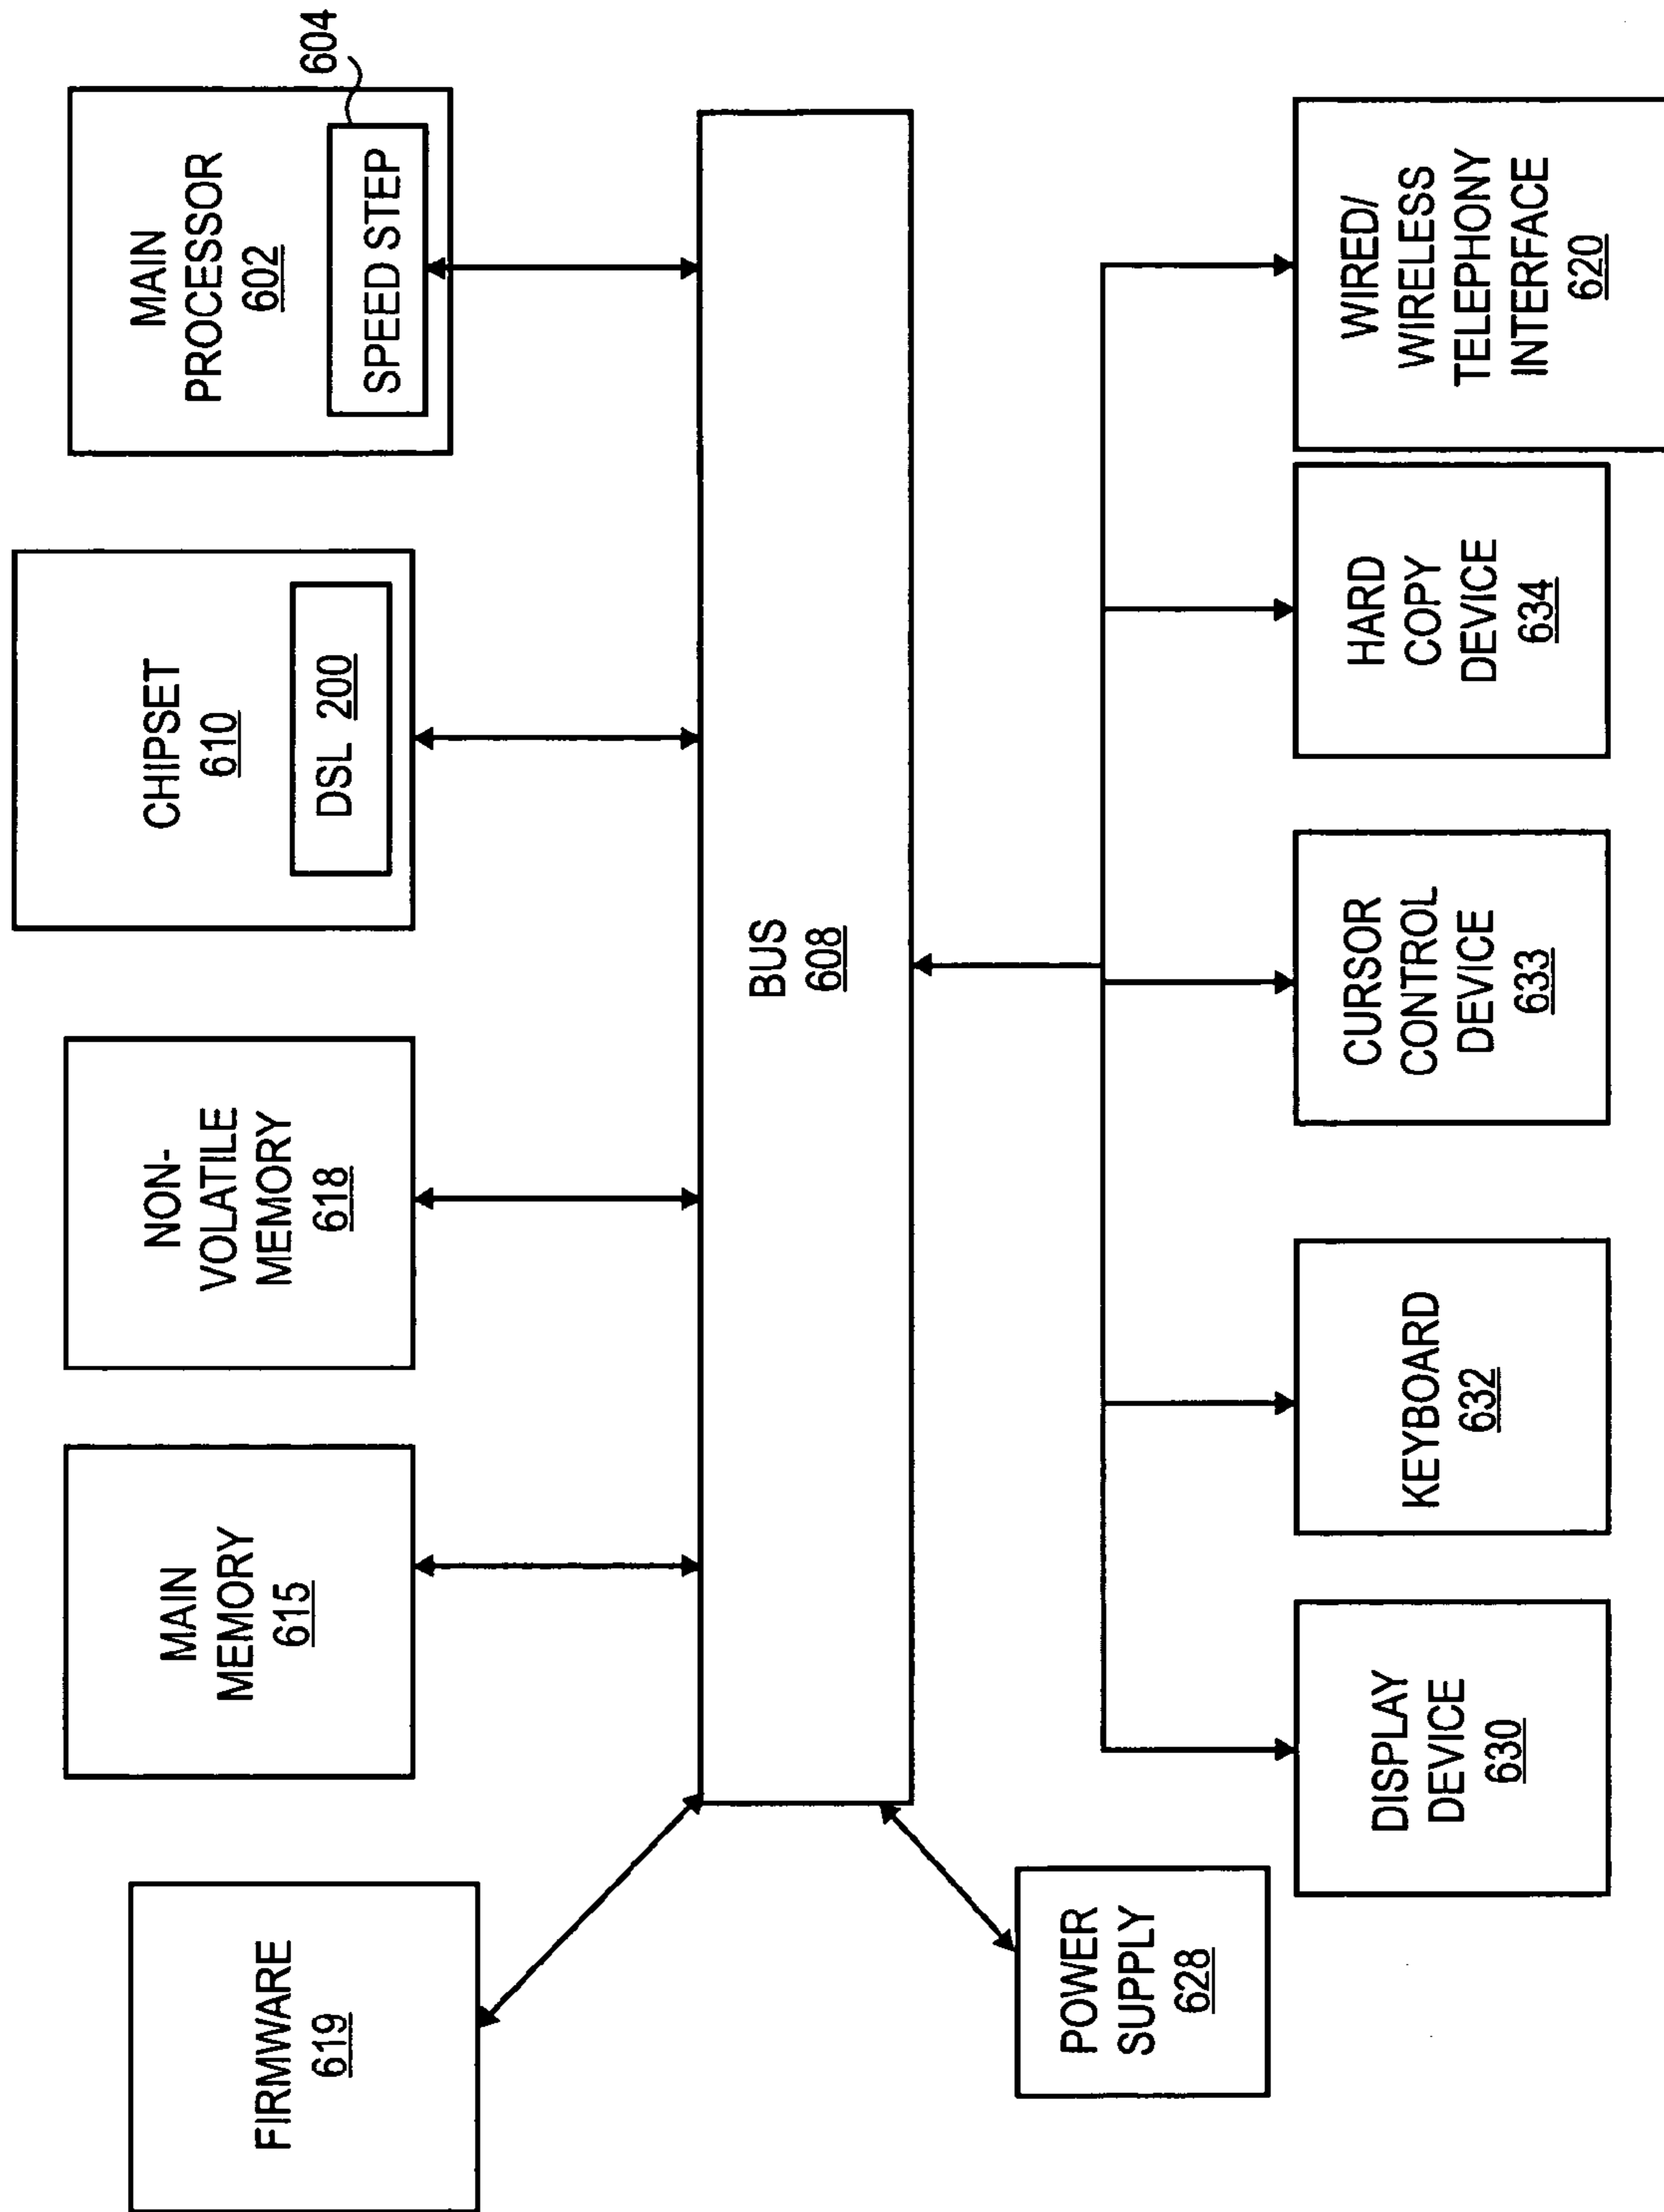 FIRMWARE
619
MAIN
MEMORY
615
NON-
VOLATILE
MEMORY
618
CHIPSET
610
DSL 200
MAIN
PROCESSOR
602
SPEED STEP
604
BUS
608
POWER
SUPPLY
628
DISPLAY
DEVICE
630
KEYBOARD
632
CURSOR
CONTROL
DEVICE
633
HARD
COPY
DEVICE
634
WIRED/
WIRELESS
TELEPHONY
INTERFACE
620